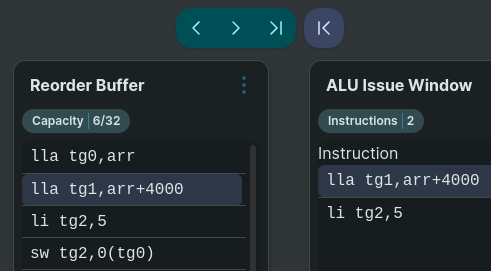 Reorder Buffer
Capacity 6/32
lla tg0,arr
lla tg1,arr+4000
li tg2,5
sw tg2,0(tg0)
ALU Issue Window
Instructions 2
Instruction
lla tg1,arr+4000
li tg2,5